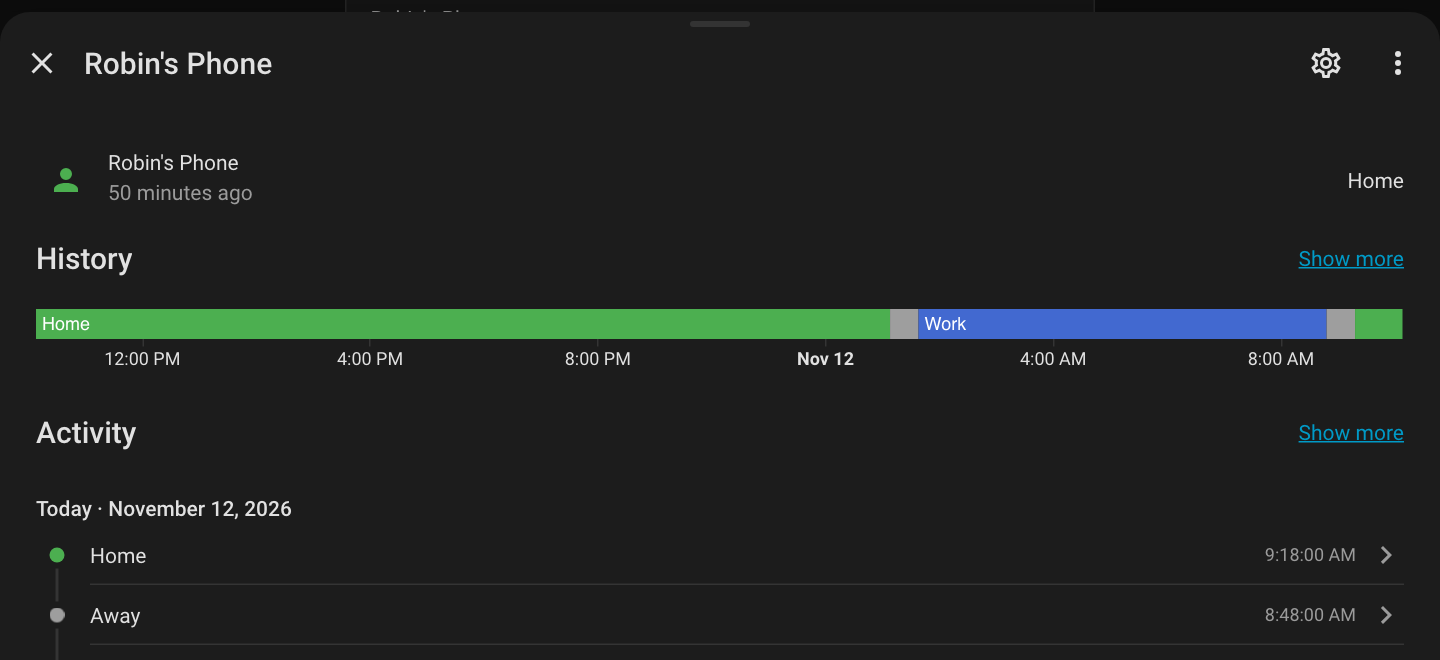 Robin's Phone
Robin's Phone
50 minutes ago
Home
History
Show more
Home
Work
12:00 PM
4:00 PM
8:00 PM
Nov 12
4:00 AM
8:00 AM
Activity
Show more
Today · November 12, 2026
Home
9:18:00 AM
Away
8:48:00 AM